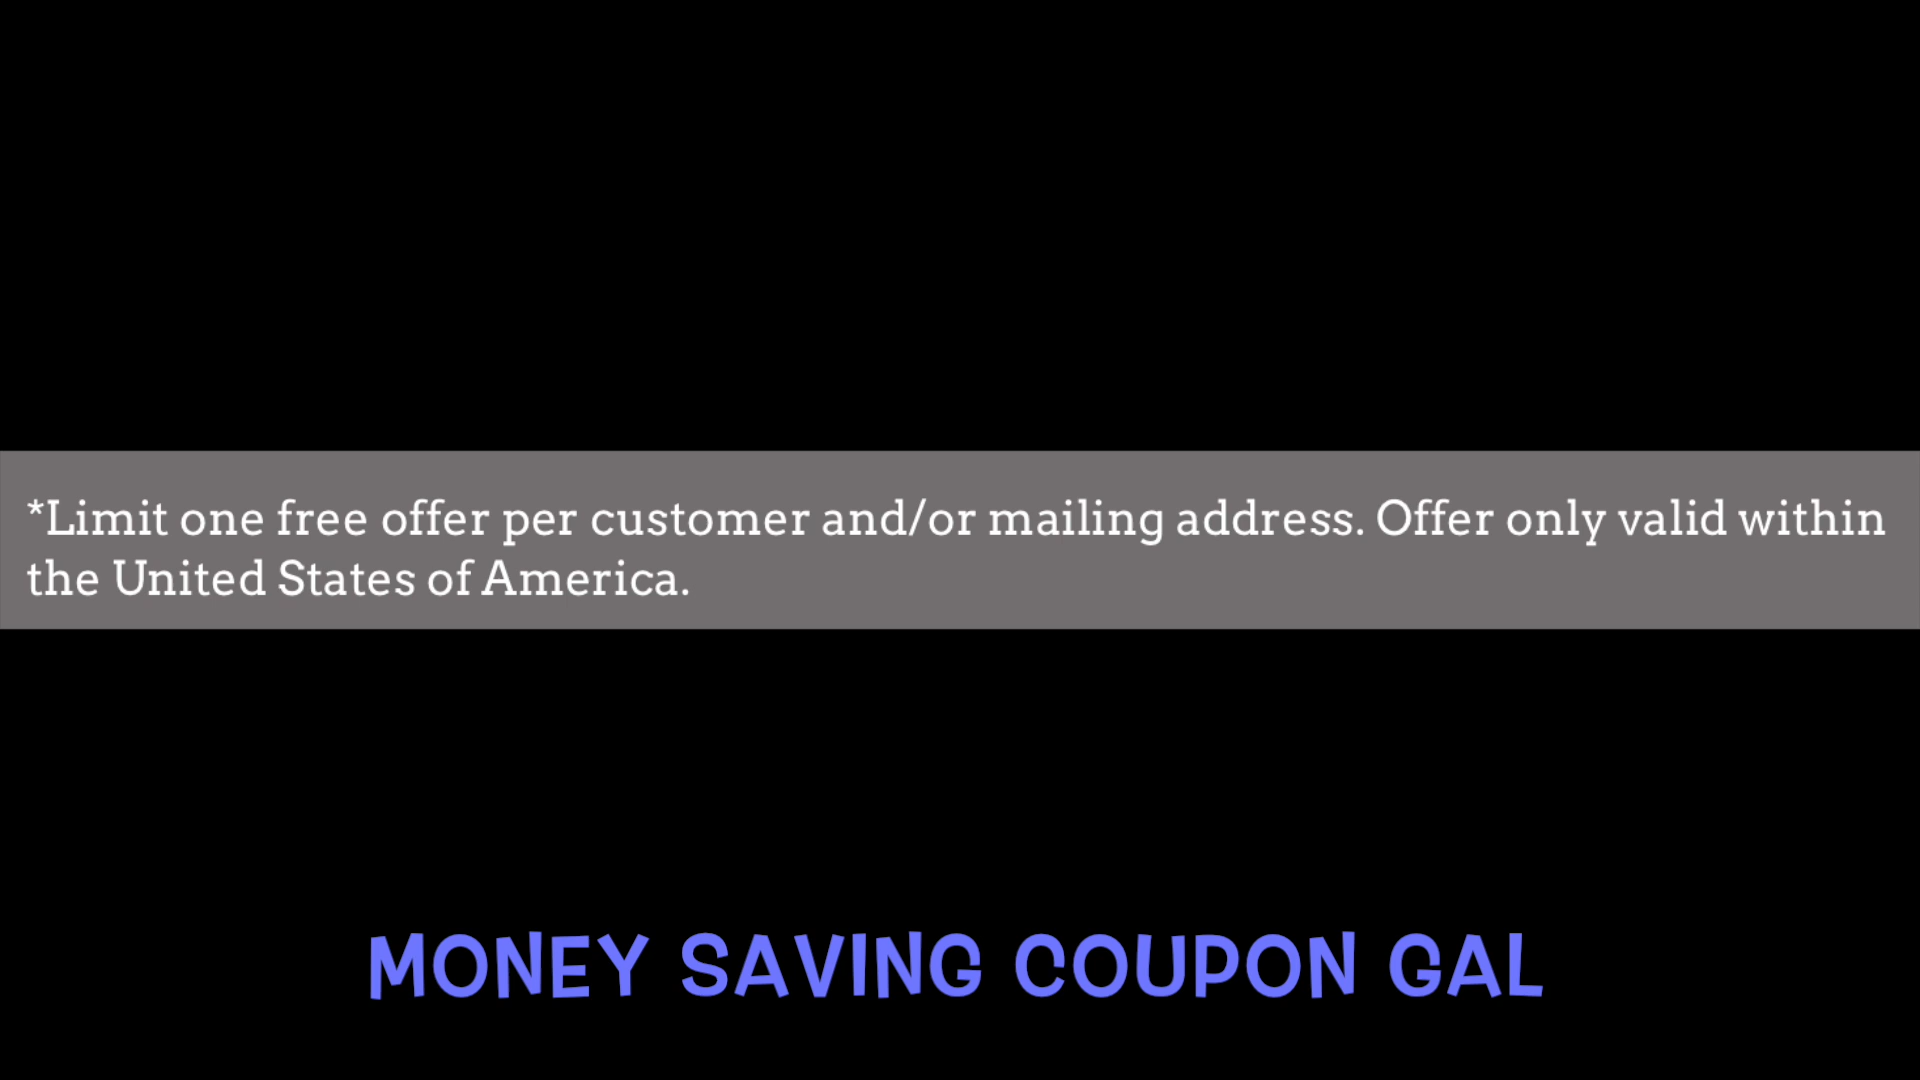 *Limit one free offer per customer and/or mailing address. Offer only valid within
the United States of America.
MONEY SAVING COUPON GAL